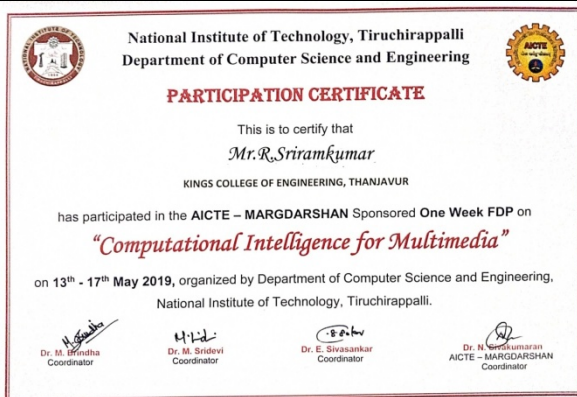 National Institute of Technology, Tiruchirappalli
Department of Computer Science and Engineering
PARTICIPATION CERTIFICATE
This is to certify that
Mr.R.Sriramkumar
KINGS COLLEGE OF ENGINEERING, THANJAVUR
has participated in the AICTE – MARGDARSHAN Sponsored One Week FDP on
“Computational Intelligence for Multimedia”
on 13th - 17th May 2019, organized by Department of Computer Science and Engineering,
National Institute of Technology, Tiruchirappalli.
Dr. M. Brindha
Coordinator
Dr. M. Sridevi
Coordinator
Dr. E. Sivasankar
Coordinator
Dr. N. Sivakumaran
AICTE – MARGDARSHAN
Coordinator
AICTE